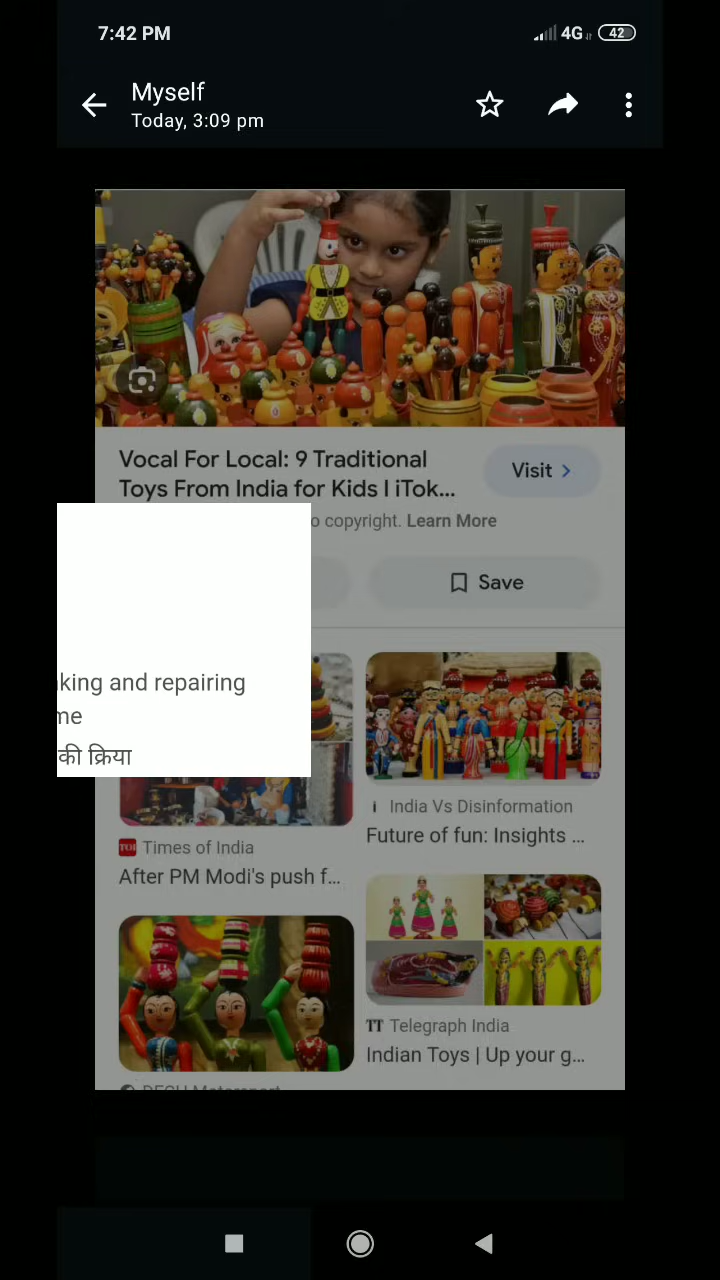 7:42 PM
4G 42
Myself
Today, 3:09 pm
Vocal For Local: 9 Traditional
Toys From India for Kids I iTok...
Visit
copyright. Learn More
Save
and repairing
की क्रिया
India Vs Disinformation
Future of fun: Insights ...
TOI Times of India
After PM Modi's push f...
TT Telegraph India
Indian Toys | Up your g...